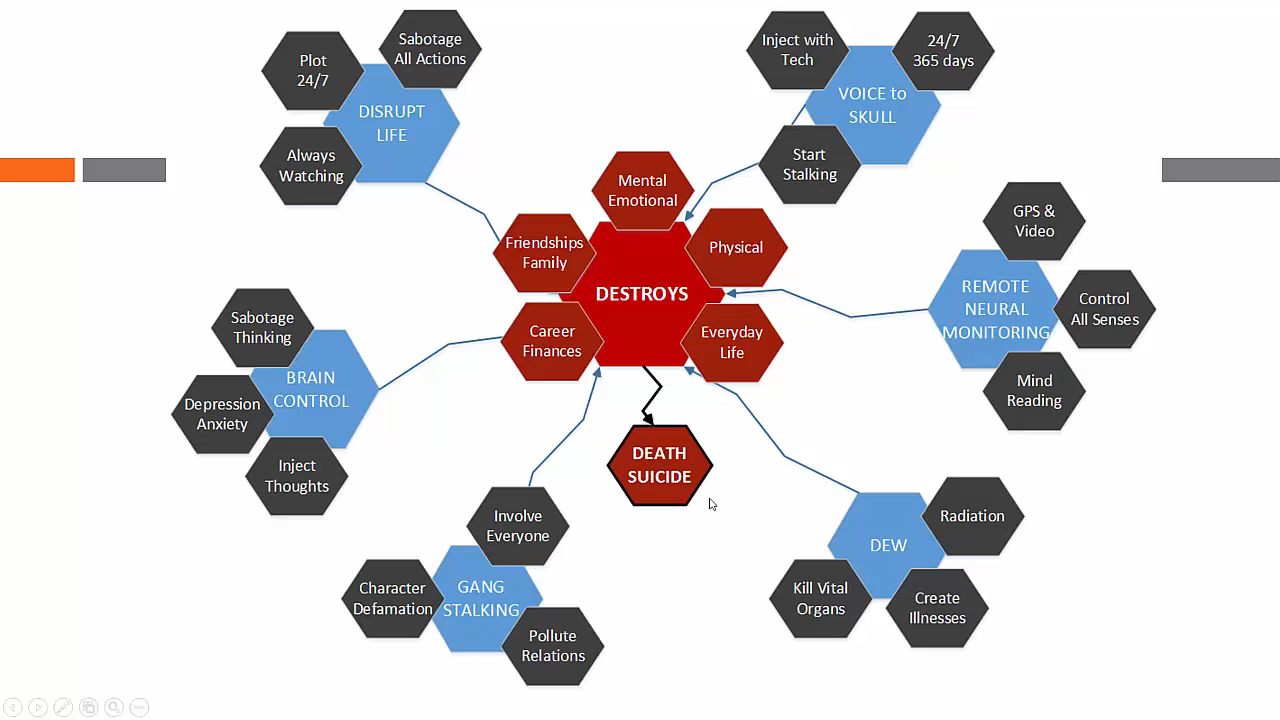 Plot
24/7
Sabotage
All Actions
DISRUPT
LIFE
Always
Watching
Inject with
Tech
24/7
365 days
VOICE to
SKULL
Start
Stalking
Mental
Emotional
Friendships
Family
Physical
DESTROYS
Career
Finances
Everyday
Life
GPS &
Video
REMOTE
NEURAL
MONITORING
Control
All Senses
Mind
Reading
Sabotage
Thinking
BRAIN
CONTROL
Depression
Anxiety
Inject
Thoughts
DEATH
SUICIDE
Involve
Everyone
Character
Defamation
GANG
STALKING
Pollute
Relations
DEW
Radiation
Kill Vital
Organs
Create
Illnesses